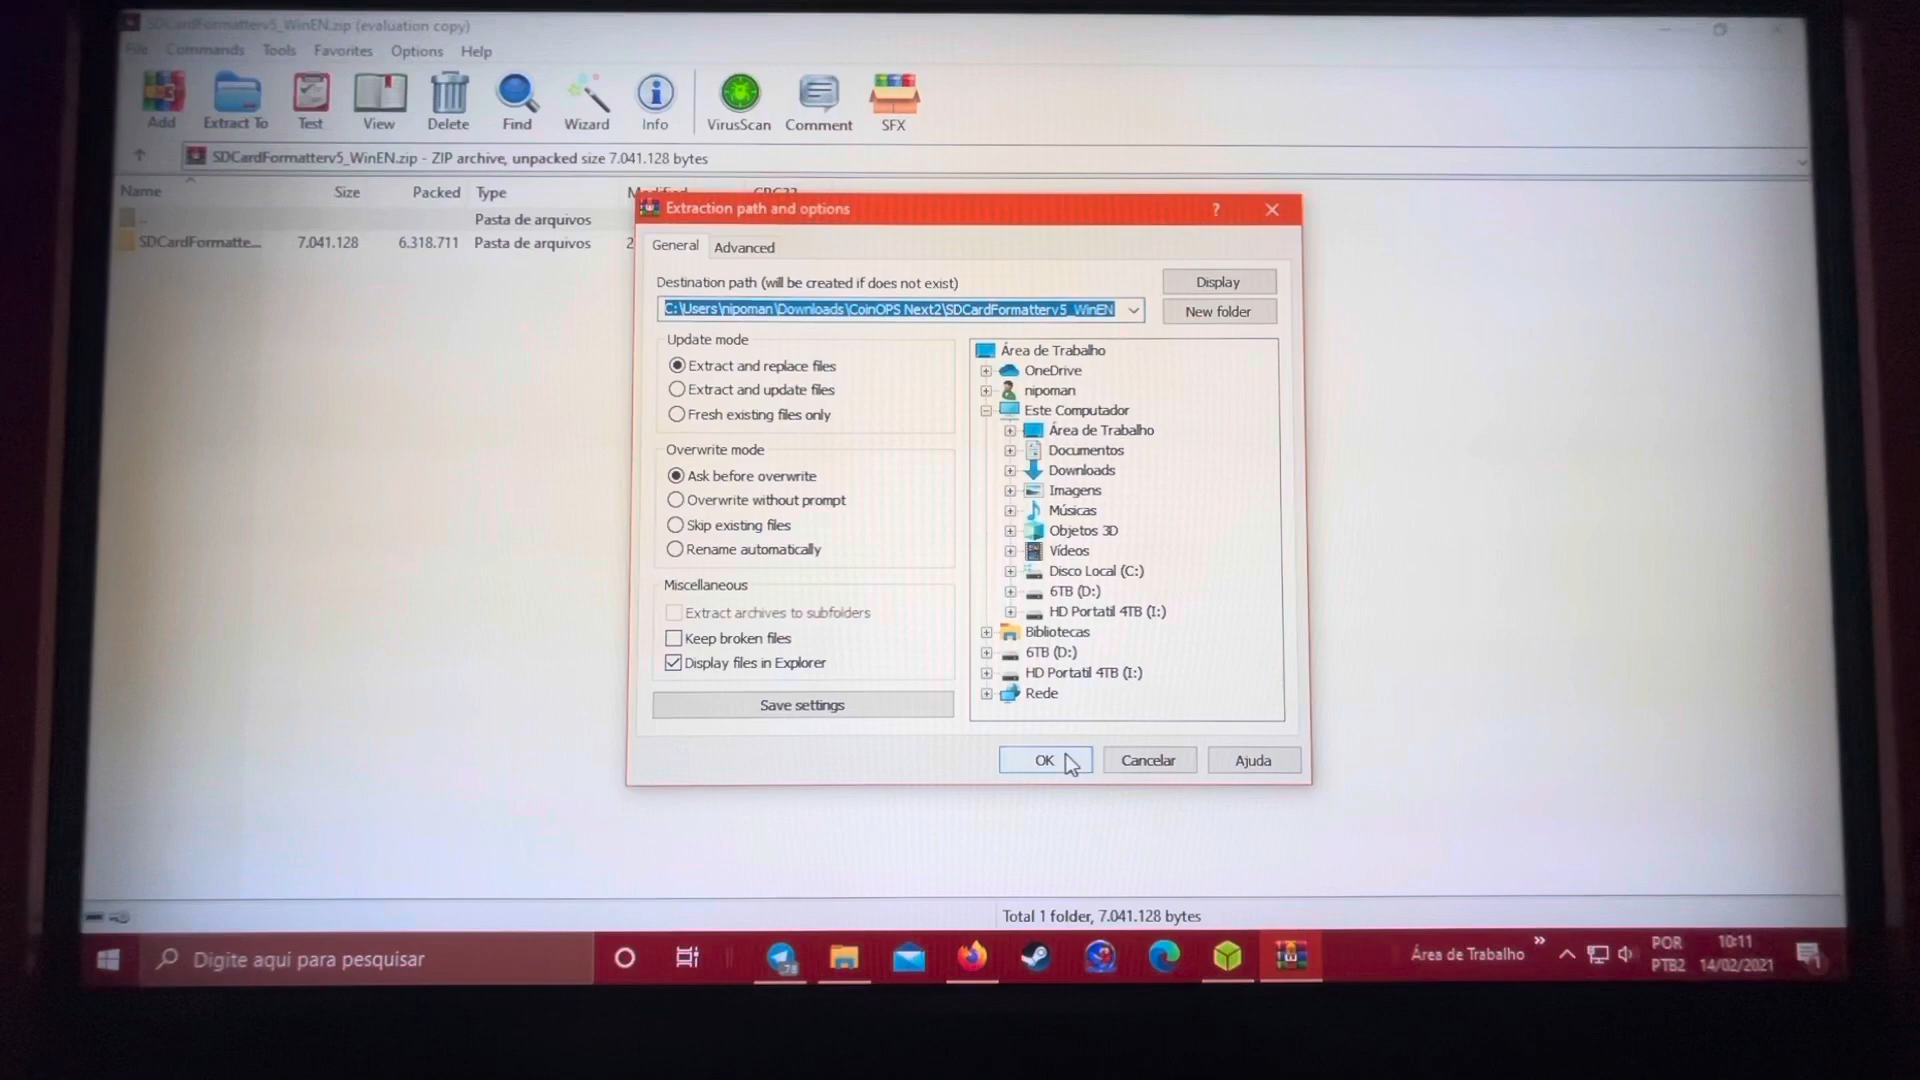 SDCardFormatterv5_WinEN.zip (evaluation copy)
File Commands Tools Favorites Options Help
Add Extract To Test View Delete Find Wizard Info VirusScan Comment SFX
SDCardFormatterv5_WinEN.zip - ZIP archive, unpacked size 7.041.128 bytes
Name Size Packed Type Modified CRC32
.. Pasta de arquivos
SDCardFormatte... 7.041.128 6.318.711 Pasta de arquivos 2
Extraction path and options ?
General Advanced
Destination path (will be created if does not exist)
Display
C:\Users\nipoman\Downloads\CoinOPS Next2\SDCardFormatterv5_WinEN
New folder
Update mode
Extract and replace files
Extract and update files
Fresh existing files only
Overwrite mode
Ask before overwrite
Overwrite without prompt
Skip existing files
Rename automatically
Miscellaneous
Extract archives to subfolders
Keep broken files
Display files in Explorer
Save settings
Área de Trabalho
OneDrive
nipoman
Este Computador
Área de Trabalho
Documentos
Downloads
Imagens
Músicas
Objetos 3D
Vídeos
Disco Local (C:)
6TB (D:)
HD Portatil 4TB (I:)
Bibliotecas
6TB (D:)
HD Portatil 4TB (I:)
Rede
OK Cancelar Ajuda
Total 1 folder, 7.041.128 bytes
Digite aqui para pesquisar
78
Área de Trabalho
POR
PTB2
10:11
14/02/2021